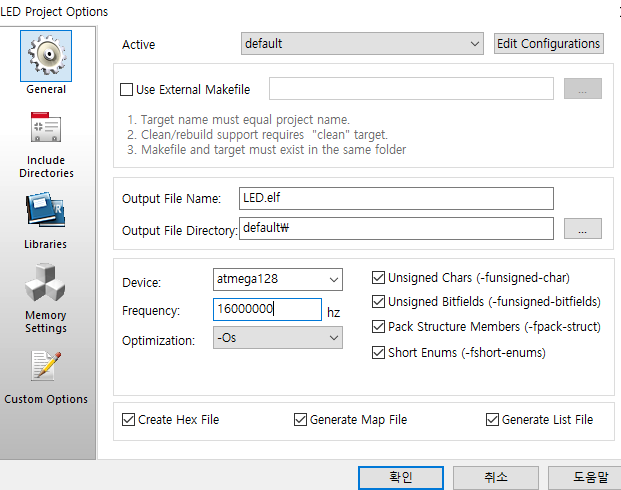 LED Project Options
General
Include
Directories
Libraries
Memory
Settings
Custom Options
Active
default
Edit Configurations
Use External Makefile
...
1. Target name must equal project name.
2. Clean/rebuild support requires "clean" target.
3. Makefile and target must exist in the same folder
Output File Name:
LED.elf
Output File Directory:
default₩
...
Device:
atmega128
Frequency:
16000000
hz
Optimization:
-Os
Unsigned Chars (-funsigned-char)
Unsigned Bitfields (-funsigned-bitfields)
Pack Structure Members (-fpack-struct)
Short Enums (-fshort-enums)
Create Hex File
Generate Map File
Generate List File
확인
취소
도움말